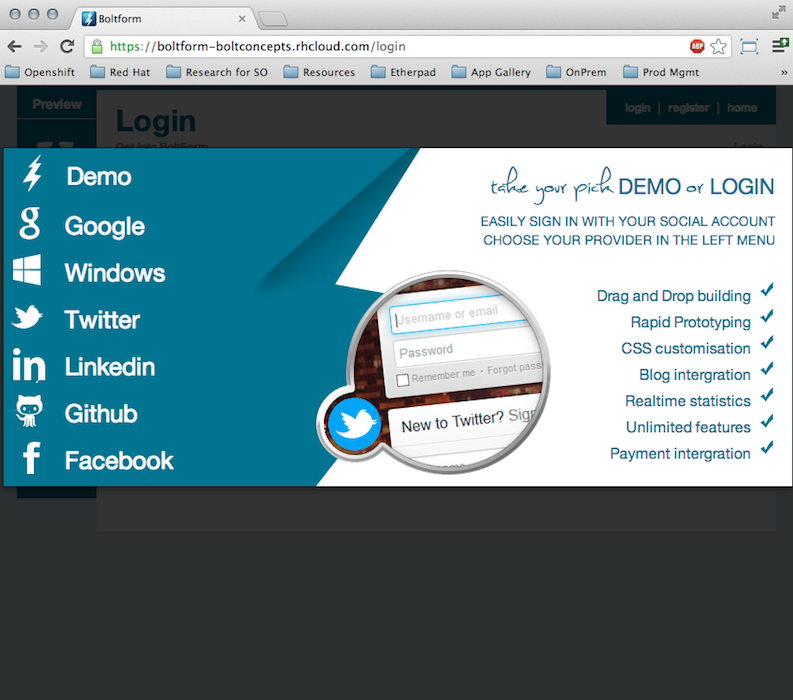 Boltform
https://boltform-boltconcepts.rhcloud.com/login
ABP
Openshift Red Hat Research for SO Resources Etherpad App Gallery OnPrem Prod Mgmt »
Preview
login | register | home
Login
Get into BoltForm
Login
Demo
Google
Windows
Twitter
Linkedin
Github
Facebook
take your pick DEMO or LOGIN
EASILY SIGN IN WITH YOUR SOCIAL ACCOUNT
CHOOSE YOUR PROVIDER IN THE LEFT MENU
Username or email
Password
Remember me · Forgot pass
New to Twitter? Sign
Drag and Drop building
Rapid Prototyping
CSS customisation
Blog intergration
Realtime statistics
Unlimited features
Payment intergration